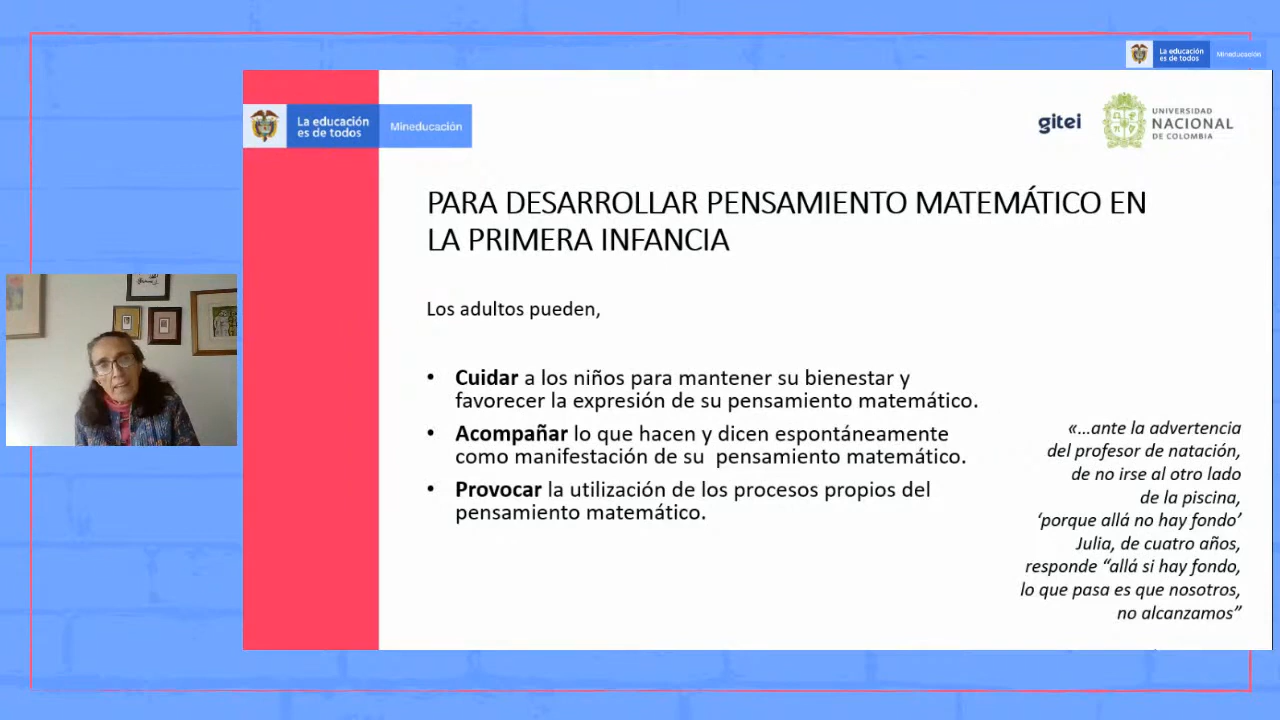 La educación
es de todos
Mineducación
La educación
es de todos
Mineducación
gitei
UNIVERSIDAD
NACIONAL
DE COLOMBIA
PARA DESARROLLAR PENSAMIENTO MATEMÁTICO EN
LA PRIMERA INFANCIA
Los adultos pueden,
• Cuidar a los niños para mantener su bienestar y
favorecer la expresión de su pensamiento matemático.
• Acompañar lo que hacen y dicen espontáneamente
como manifestación de su pensamiento matemático.
• Provocar la utilización de los procesos propios del
pensamiento matemático.
«...ante la advertencia
del profesor de natación,
de no irse al otro lado
de la piscina,
‘porque allá no hay fondo’
Julia, de cuatro años,
responde “allá si hay fondo,
lo que pasa es que nosotros,
no alcanzamos”